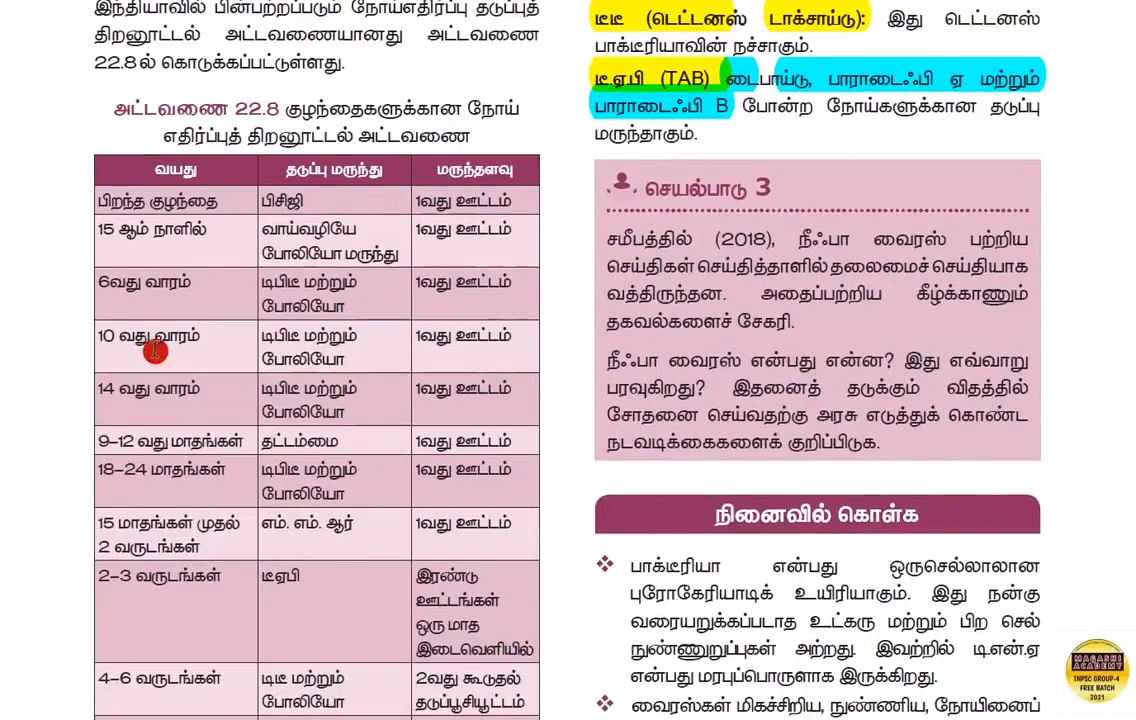 இந்தியாவில் பின்பற்றப்படும் நோய்எதிர்ப்பு தடுப்புத்
திறனூட்டல் அட்டவணையானது அட்டவணை
22.8 ல் கொடுக்கப்பட்டுள்ளது.
அட்டவணை 22.8 குழந்தைகளுக்கான நோய்
எதிர்ப்புத் திறனூட்டல் அட்டவணை
வயது தடுப்பு மருந்து மருந்தளவு
பிறந்த குழந்தை பிசிஜி 1வது ஊட்டம்
15 ஆம் நாளில் வாய்வழியே 1வது ஊட்டம்
போலியோ மருந்து
6வது வாரம் டிபிடீ மற்றும் 1வது ஊட்டம்
போலியோ
10 வது வாரம் டிபிடீ மற்றும் 1வது ஊட்டம்
போலியோ
14 வது வாரம் டிபிடீ மற்றும் 1வது ஊட்டம்
போலியோ
9–12 வது மாதங்கள் தட்டம்மை 1வது ஊட்டம்
18–24 மாதங்கள் டிபிடீ மற்றும் 1வது ஊட்டம்
போலியோ
15 மாதங்கள் முதல் எம். எம். ஆர் 1வது ஊட்டம்
2 வருடங்கள்
2–3 வருடங்கள் டீஏபி இரண்டு
ஊட்டங்கள்
ஒரு மாத
இடைவெளியில்
4–6 வருடங்கள் டிடீ மற்றும் 2வது கூடுதல்
போலியோ தடுப்பூசியூட்டம்
டீடீ (டெட்டனஸ் டாக்சாய்டு): இது டெட்டனஸ்
பாக்டீரியாவின் நச்சாகும்.
டீ.ஏ.பி (TAB) டைபாய்டு, பாராடைஃபி ஏ மற்றும்
பாராடைஃபி B போன்ற நோய்களுக்கான தடுப்பு
மருந்தாகும்.
செயல்பாடு 3
சமீபத்தில் (2018), நீஃபா வைரஸ் பற்றிய
செய்திகள் செய்தித்தாளில் தலைமைச் செய்தியாக
வந்திருந்தன. அதைப்பற்றிய கீழ்க்காணும்
தகவல்களைச் சேகரி.
நீஃபா வைரஸ் என்பது என்ன? இது எவ்வாறு
பரவுகிறது? இதனைத் தடுக்கும் விதத்தில்
சோதனை செய்வதற்கு அரசு எடுத்துக் கொண்ட
நடவடிக்கைகளைக் குறிப்பிடுக.
நினைவில் கொள்க
❖ பாக்டீரியா என்பது ஒருசெல்லாலான
புரோகேரியாடிக் உயிரியாகும். இது நன்கு
வரையறுக்கப்படாத உட்கரு மற்றும் பிற செல்
நுண்ணுறுப்புகள் அற்றது. இவற்றில் டி.என்.ஏ
என்பது மரபுப்பொருளாக இருக்கிறது.
❖ வைரஸ்கள் மிகச்சிறிய, நுண்ணிய, நோயினைப்
MAGASHI
ACADEMY
TNPSC GROUP-4
FREE BATCH
2021